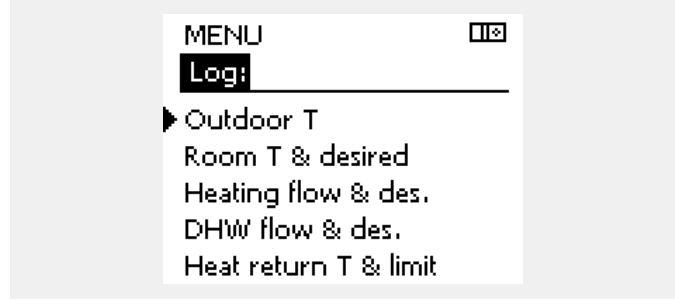 MENU
Log:
Outdoor T
Room T & desired
Heating flow & des.
DHW flow & des.
Heat return T & limit